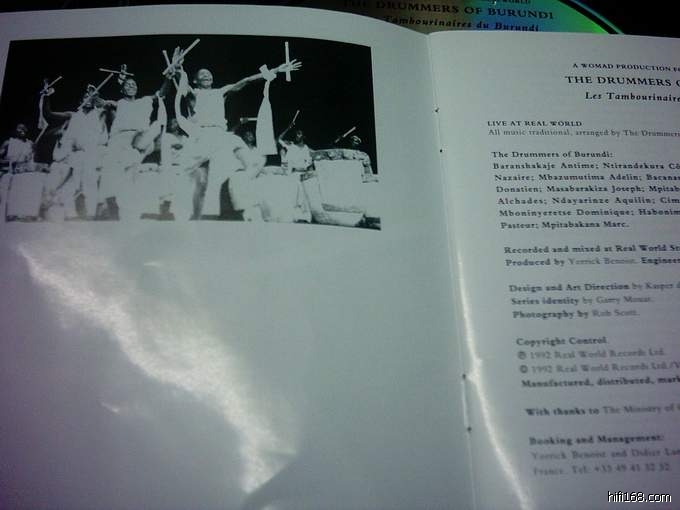 THE DRUMMERS OF BURUNDI
Tambourinaires du Burundi
A WOMAD PRODUCTION
THE DRUMMERS
Les Tambourinaire
LIVE AT REAL WORLD
All music traditional, arranged by The Drummers
The Drummers of Burundi:
Baranshakaje Antime; Ntirandekura Cô
Nazaire; Mbazumutima Adelin; Bacana
Donatien; Masabarakiza Joseph; Mpitab
Alchades; Ndayarinze Aquilin; Cim
Mboninyeretse Dominique; Habonim
Pasteur; Mpitabakana Marc.
Recorded and mixed at Real World St
Produced by Yorrick Benoist. Engineer
Design and Art Direction by Kasper d
Series identity by Garry Mouat.
Photography by Rob Scott.
Copyright Control
℗ 1992 Real World Records Ltd.
© 1992 Real World Records Ltd./V
Manufactured, distributed, mark
With thanks to The Ministry of
Booking and Management:
Yorrick Benoist and Didier
France. Tel: +33 49 41 32 32.
hifi168.com